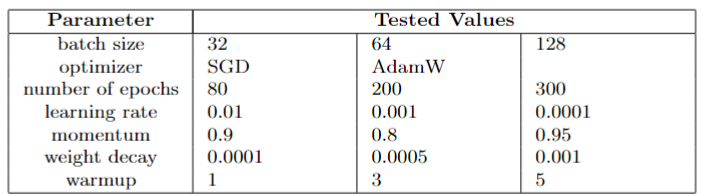 Parameter Tested Values
batch size 32 64 128
optimizer SGD AdamW
number of epochs 80 200 300
learning rate 0.01 0.001 0.0001
momentum 0.9 0.8 0.95
weight decay 0.0001 0.0005 0.001
warmup 1 3 5